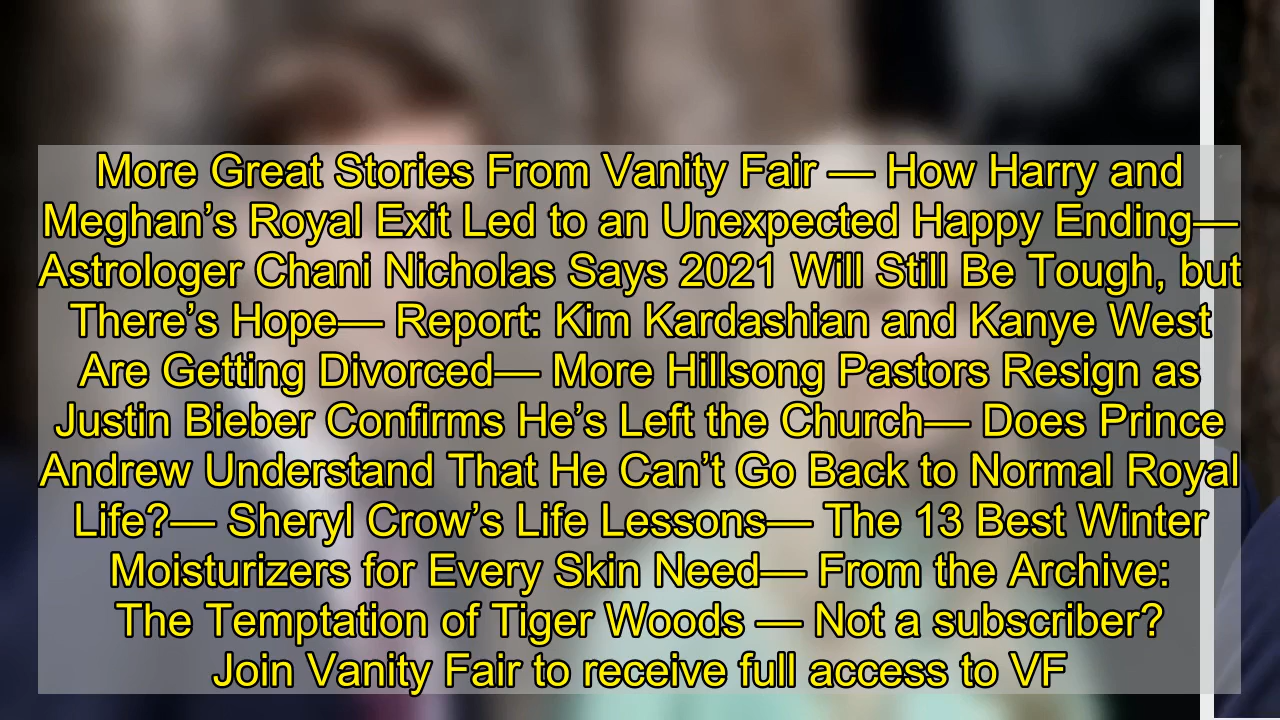 More Great Stories From Vanity Fair — How Harry and
Meghan’s Royal Exit Led to an Unexpected Happy Ending—
Astrologer Chani Nicholas Says 2021 Will Still Be Tough, but
There’s Hope— Report: Kim Kardashian and Kanye West
Are Getting Divorced— More Hillsong Pastors Resign as
Justin Bieber Confirms He’s Left the Church— Does Prince
Andrew Understand That He Can’t Go Back to Normal Royal
Life?— Sheryl Crow’s Life Lessons— The 13 Best Winter
Moisturizers for Every Skin Need— From the Archive:
The Temptation of Tiger Woods — Not a subscriber?
Join Vanity Fair to receive full access to VF